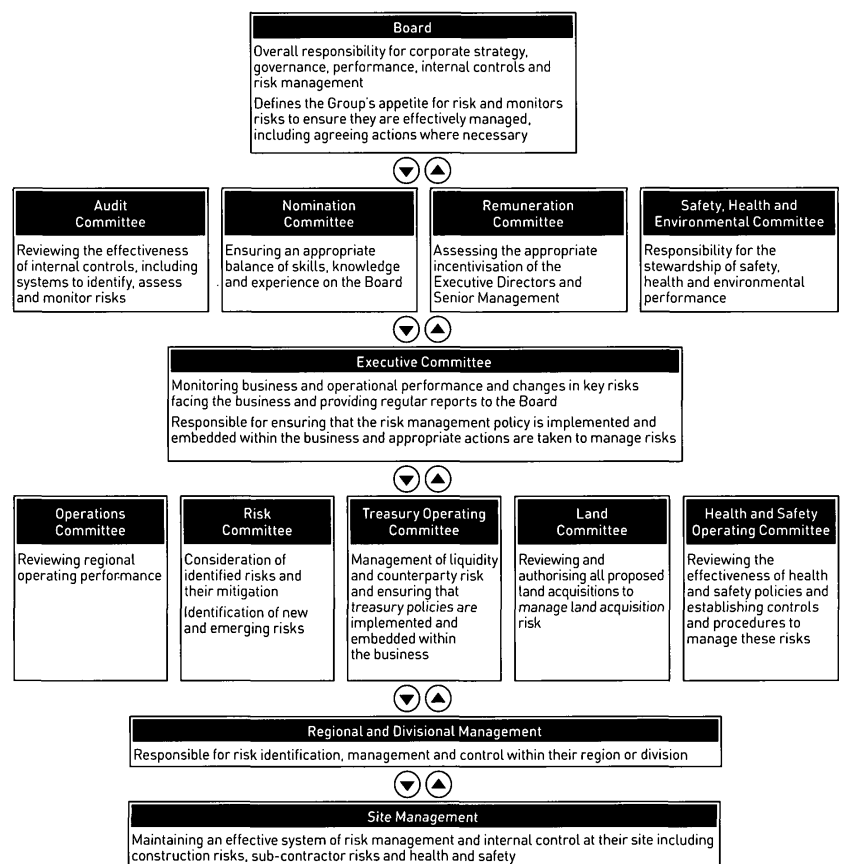 Board
Overall responsibility for corporate strategy,
governance, performance, internal controls and
risk management
Defines the Group's appetite for risk and monitors
risks to ensure they are effectively managed,
including agreeing actions where necessary
Audit
Committee
Reviewing the effectiveness
of internal controls, including
systems to identify, assess
and monitor risks
Nomination
Committee
Ensuring an appropriate
balance of skills, knowledge
and experience on the Board
Remuneration
Committee
Assessing the appropriate
incentivisation of the
Executive Directors and
Senior Management
Safety, Health and
Environmental Committee
Responsibility for the
stewardship of safety,
health and environmental
performance
Executive Committee
Monitoring business and operational performance and changes in key risks
facing the business and providing regular reports to the Board
Responsible for ensuring that the risk management policy is implemented and
embedded within the business and appropriate actions are taken to manage risks
Operations
Committee
Reviewing regional
operating performance
Risk
Committee
Consideration of
identified risks and
their mitigation
Identification of new
and emerging risks
Treasury Operating
Committee
Management of liquidity
and counterparty risk
and ensuring that
treasury policies are
implemented and
embedded within
the business
Land
Committee
Reviewing and
authorising all proposed
land acquisitions to
manage land acquisition
risk
Health and Safety
Operating Committee
Reviewing the
effectiveness of health
and safety policies and
establishing controls
and procedures to
manage these risks
Regional and Divisional Management
Responsible for risk identification, management and control within their region or division
Site Management
Maintaining an effective system of risk management and internal control at their site including
construction risks, sub-contractor risks and health and safety